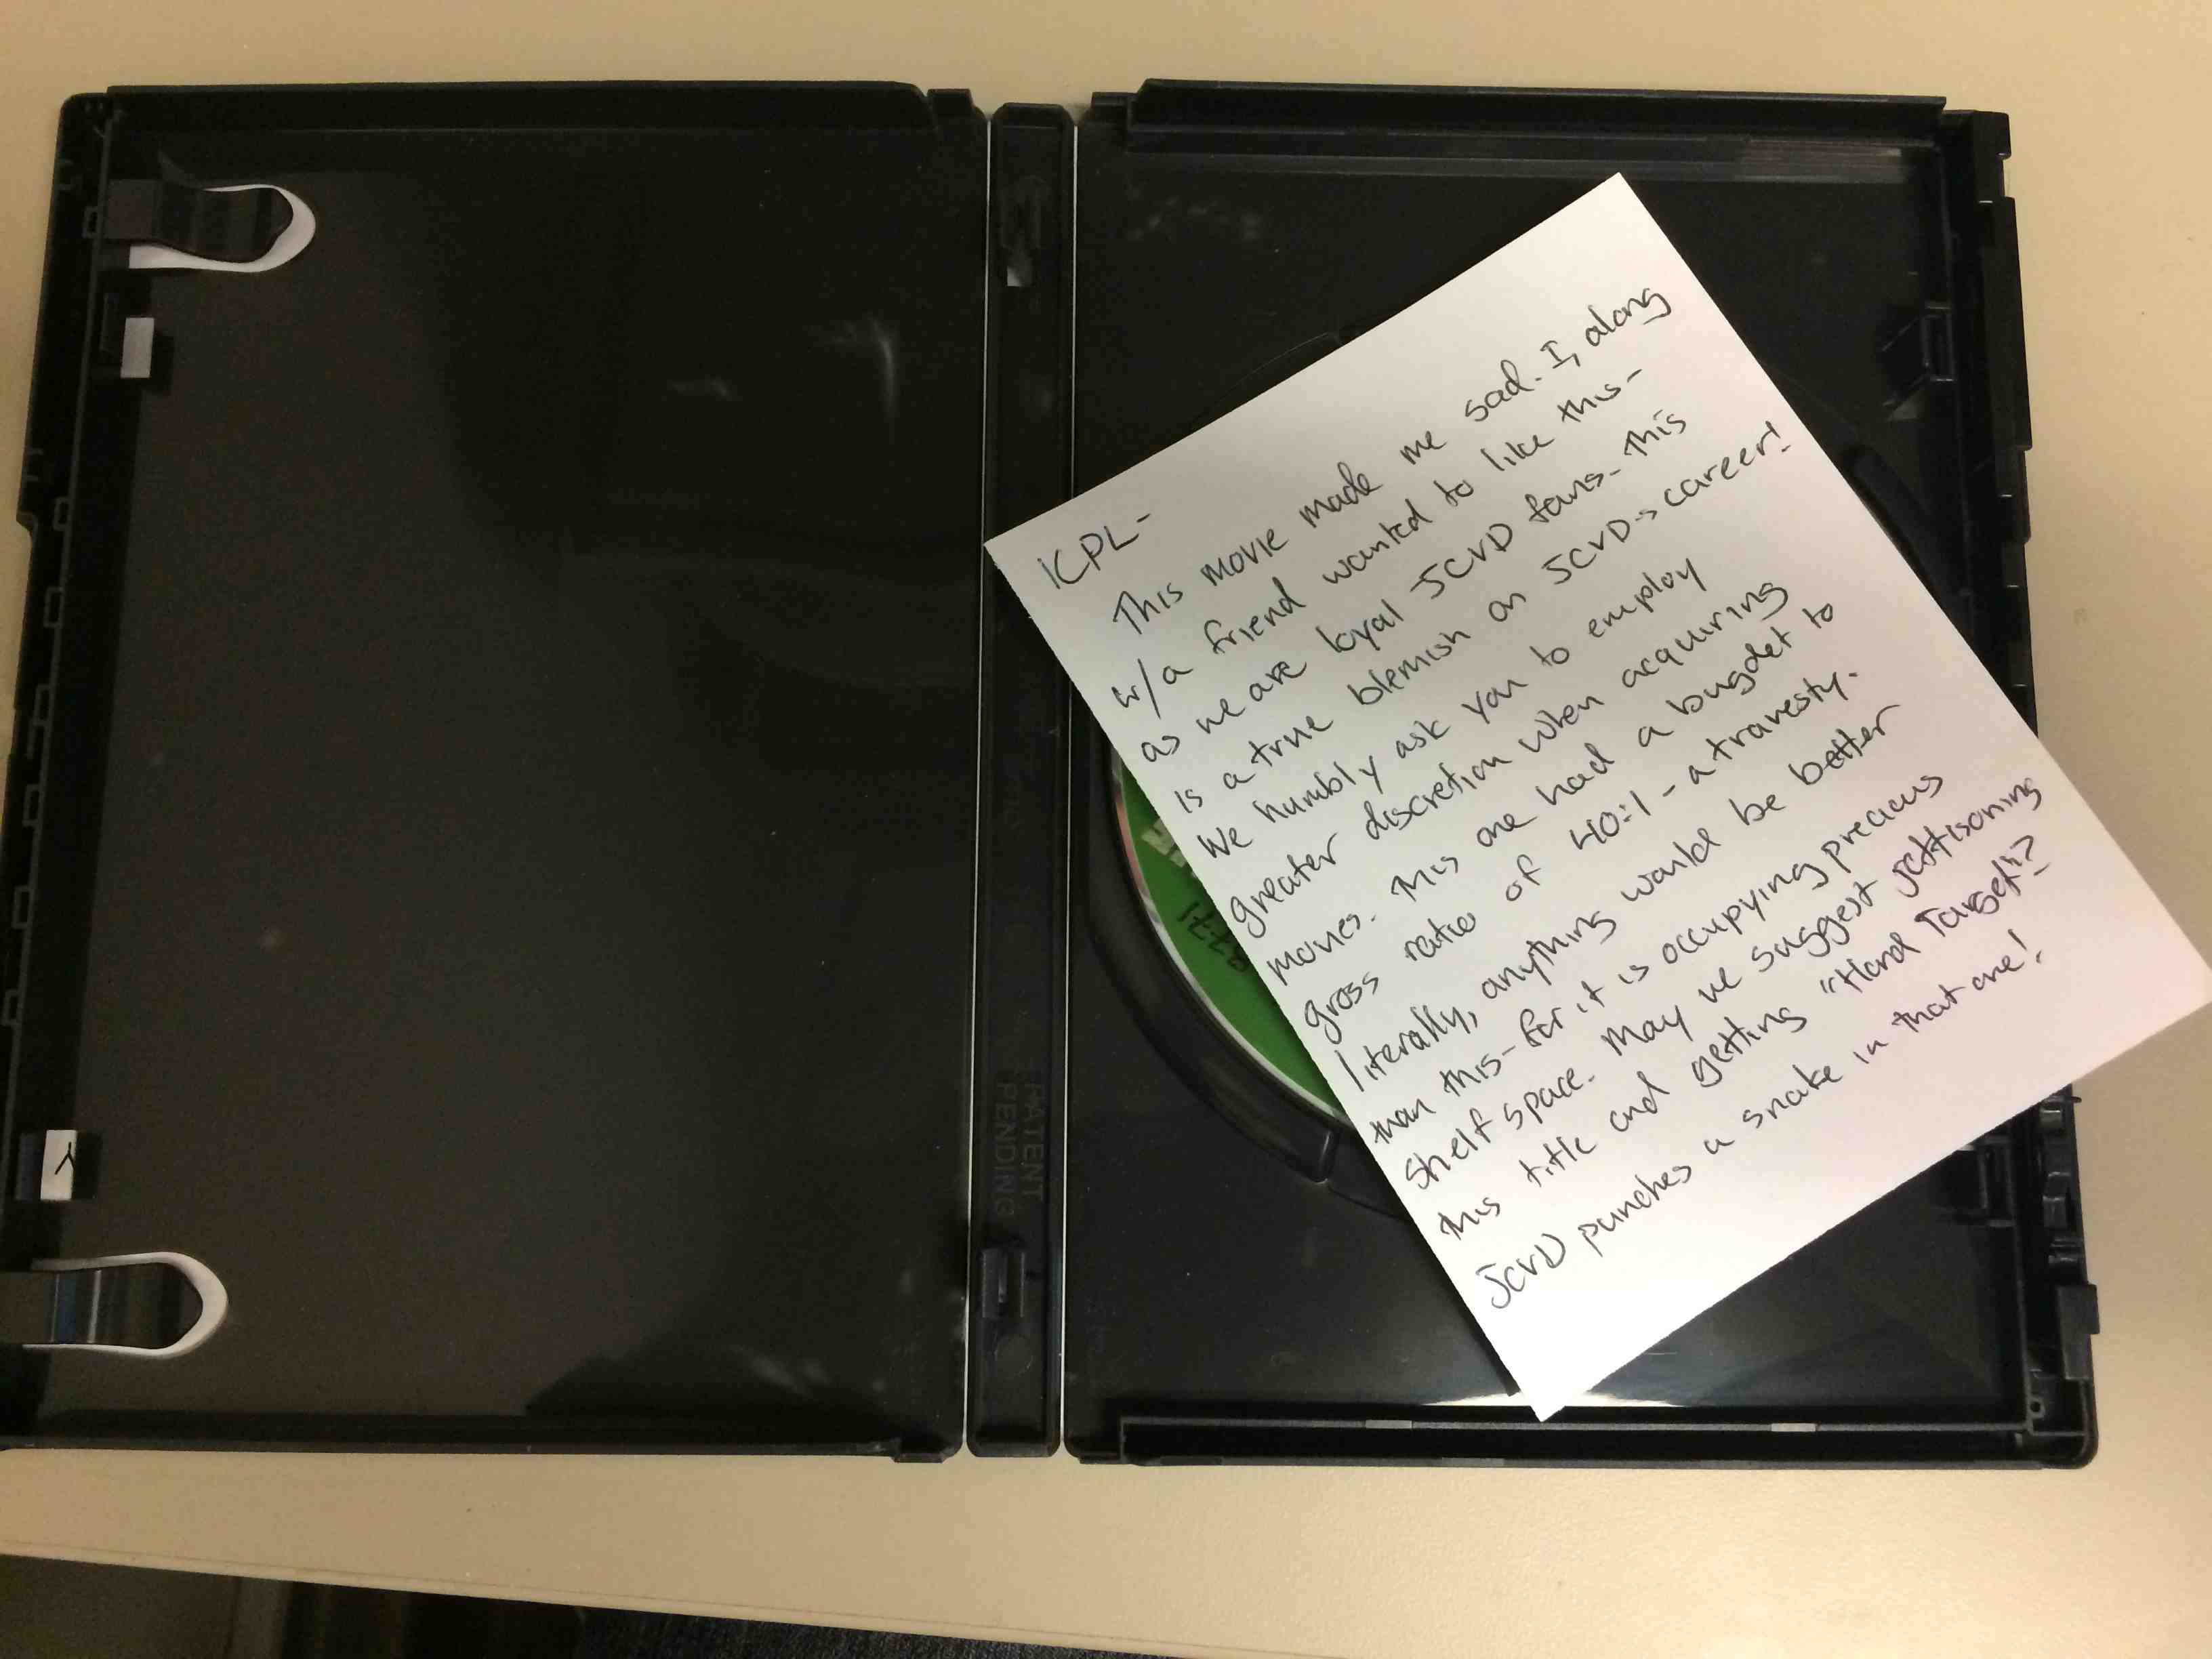 KPL-
This movie made me sad. I, along
w/a friend wanted to like this-
as we are loyal JCVD fans- This
is a true blemish on JCVD's career!
We humbly ask you to employ
greater discretion when acquiring
movies. This one had a bugdet to
gross ratio of 40:1 - a travesty.
literally, anything would be better
than this- for it is occupying precious
shelf space. May we suggest jettisoning
this title and getting "Hard Target"?
JCVD punches a snake in that one!
PATENT
PENDING